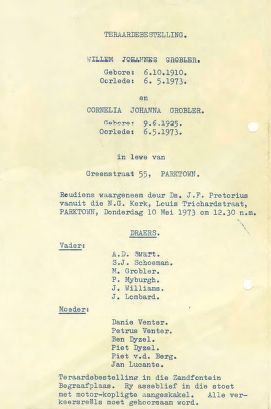 TERAARDEBESTELLING.
WILLEM JOHANNES GROBLER.
Gebore: 6.10.1910.
Oorlede: 6. 5.1973.
en
CORNELIA JOHANNA GROBLER.
Gebore: 9.6.1925.
Oorlede: 6.5.1973.
in lewe van
Greenstraat 55, PARKTOWN.
Roudiens waargeneem deur Ds. J.F. Pretorius
vanuit die N.G. Kerk, Louis Trichardstraat,
PARKTOWN, Donderdag 10 Mei 1973 om 12.30 n.m.
DRAERS.
Vader:
A.D. Swart.
S.J. Schoeman.
M. Grobler.
P. Myburgh.
J. Williams.
J. Lombard.
Moeder:
Danie Venter.
Petrus Venter.
Ben Dyzel.
Piet Dyzel.
Piet v.d. Berg.
Jan Lucante.
Teraardebestelling in die Zandfontein
Begraafplaas. Ry asseblief in die stoet
met motor-kopligte aangeskakel. Alle ver-
keersreëls moet gehoorsaam word.